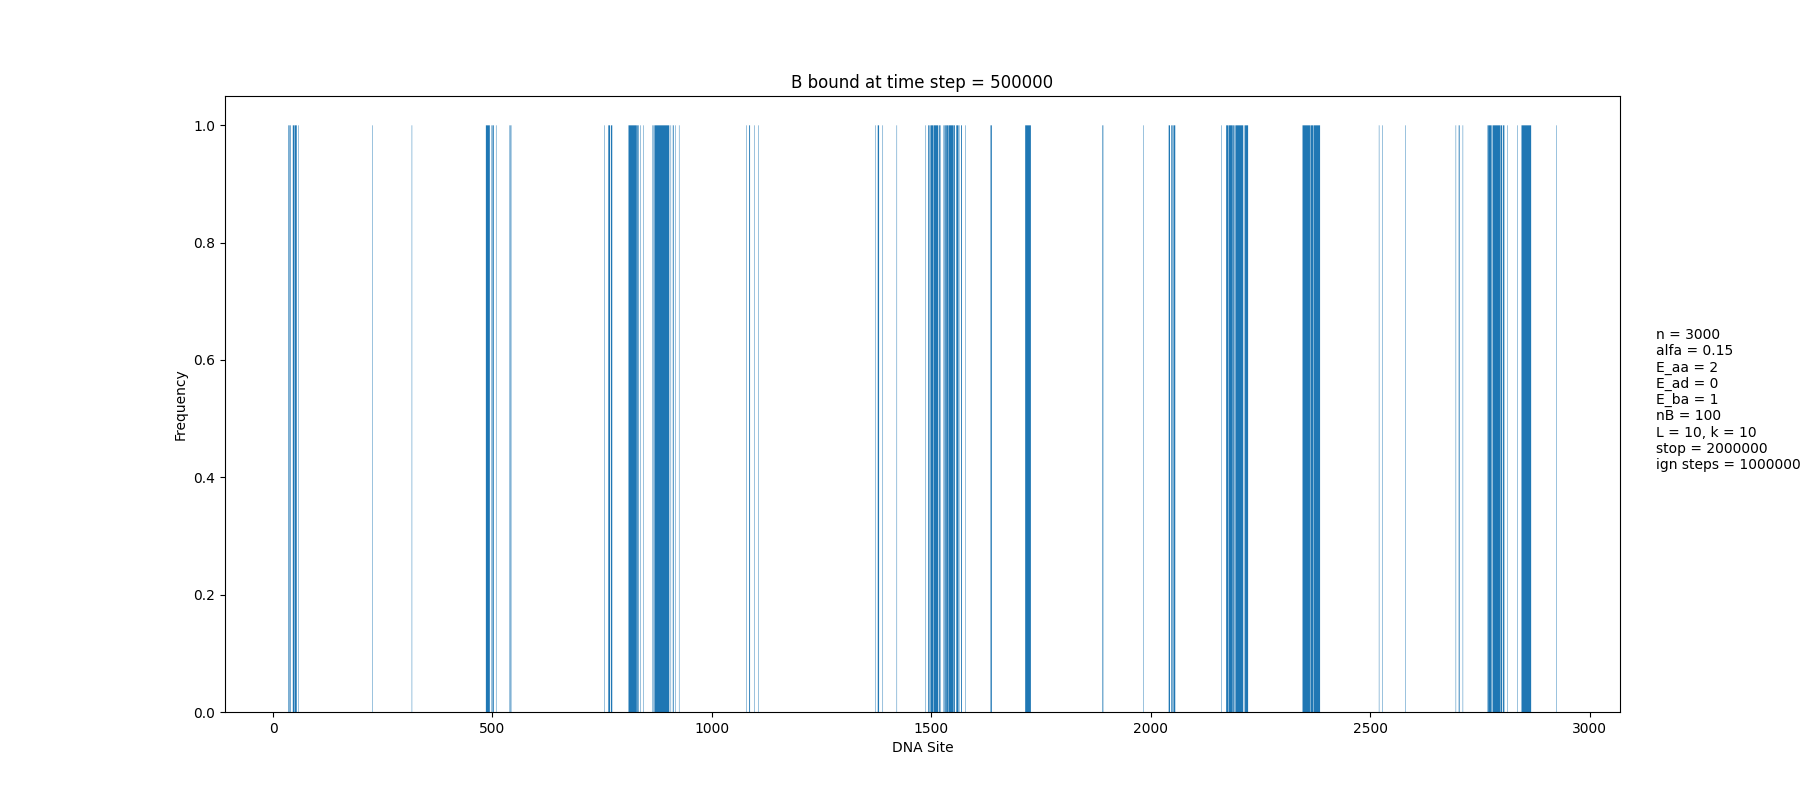 B bound at time step = 500000
1.0
0.8
0.6
0.4
0.2
0.0
Frequency
0 500 1000 1500 2000 2500 3000
DNA Site
n = 3000
alfa = 0.15
E_aa = 2
E_ad = 0
E_ba = 1
nB = 100
L = 10, k = 10
stop = 2000000
ign steps = 1000000